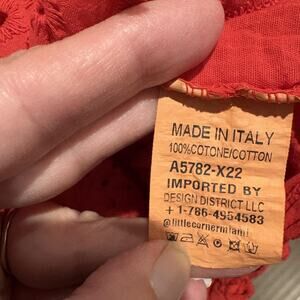 MADE IN ITALY
100%COTONE/COTTON
A5782-X22
IMPORTED BY
DESIGN DISTRICT LLC
+ 1-786-4954583
@littlecornermiami